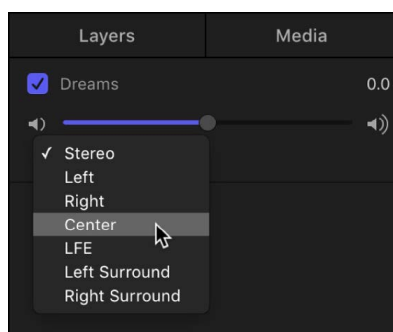 Layers Media
Dreams 0.0
✓ Stereo
Left
Right
Center
LFE
Left Surround
Right Surround